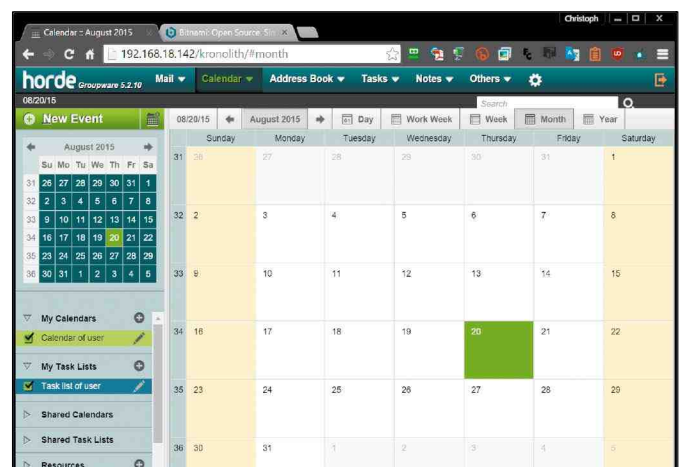 Christoph
Calendar :: August 2015
Bitnami: Open Source. Sim
192.168.18.142/kronolith/#month
horde Groupware 5.2.10
Mail Calendar Address Book Tasks Notes Others
08/20/15 Search
New Event 08/20/15 August 2015 Day Work Week Week Month Year
August 2015 Sunday Monday Tuesday Wednesday Thursday Friday Saturday
Su Mo Tu We Th Fr Sa
31 26 27 28 29 30 31 1
32 2 3 4 5 6 7 8
33 9 10 11 12 13 14 15
34 16 17 18 19 20 21 22
35 23 24 25 26 27 28 29
36 30 31 1 2 3 4 5
My Calendars
Calendar of user
My Task Lists
Task list of user
Shared Calendars
Shared Task Lists
Resources
31 26 27 28 29 30 31 1
32 2 3 4 5 6 7 8
33 9 10 11 12 13 14 15
34 16 17 18 19 20 21 22
35 23 24 25 26 27 28 29
36 30 31 1 2 3 4 5